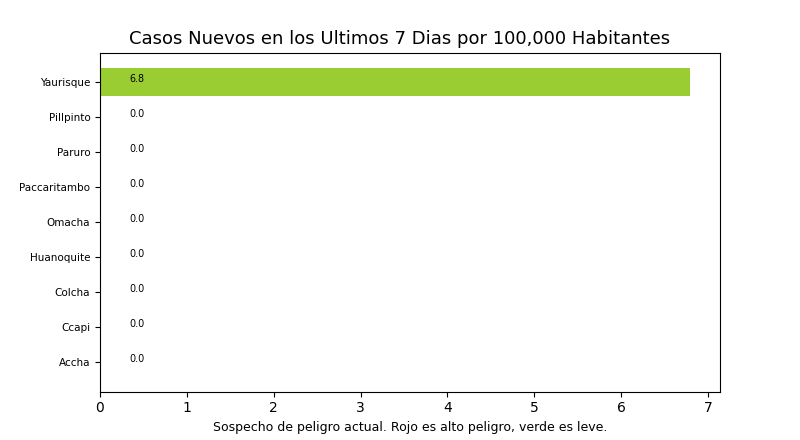 Casos Nuevos en los Ultimos 7 Dias por 100,000 Habitantes
Yaurisque 6.8
Pillpinto 0.0
Paruro 0.0
Paccaritambo 0.0
Omacha 0.0
Huanoquite 0.0
Colcha 0.0
Ccapi 0.0
Accha 0.0
0 1 2 3 4 5 6 7
Sospecho de peligro actual. Rojo es alto peligro, verde es leve.